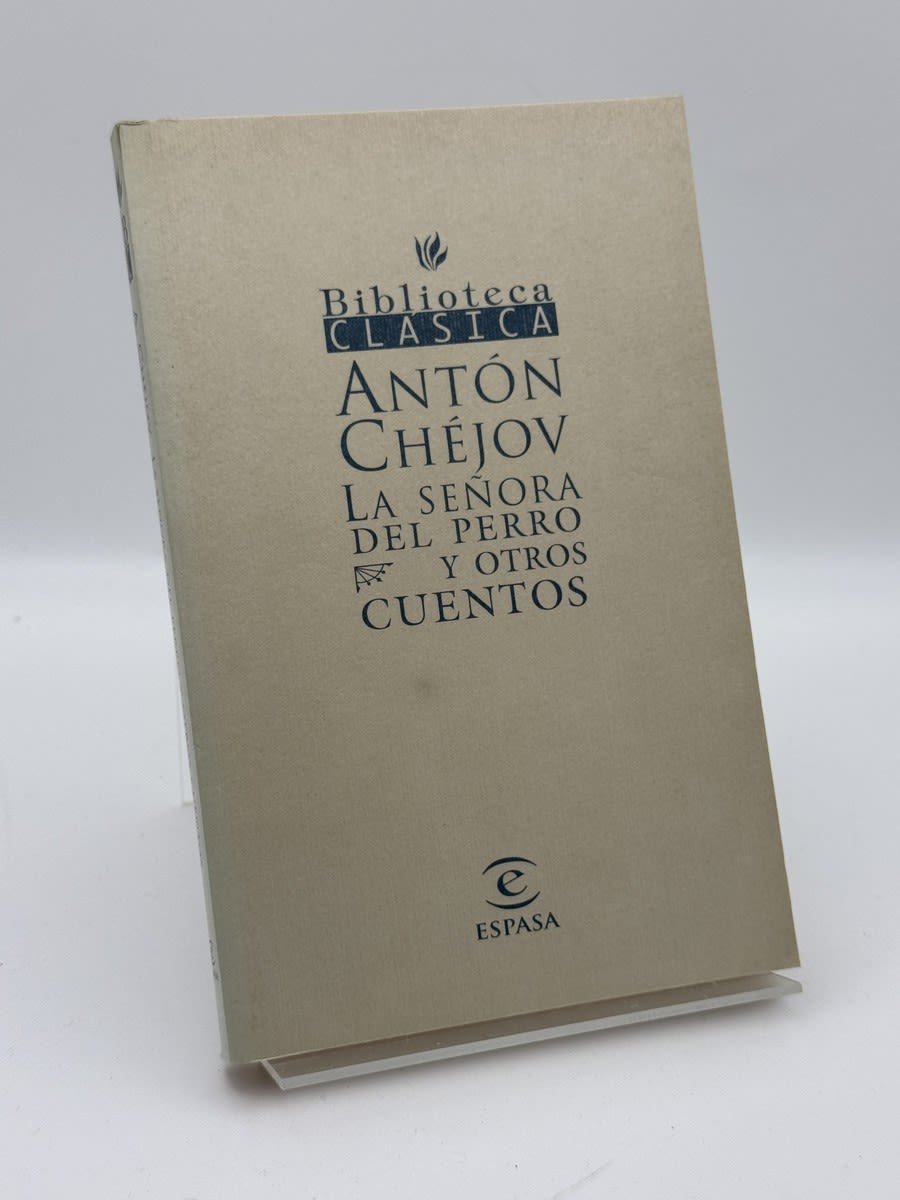 Biblioteca
CLÁSICA
ANTÓN
CHÉJOV
LA SEÑORA
DEL PERRO
Y OTROS
CUENTOS
e
ESPASA